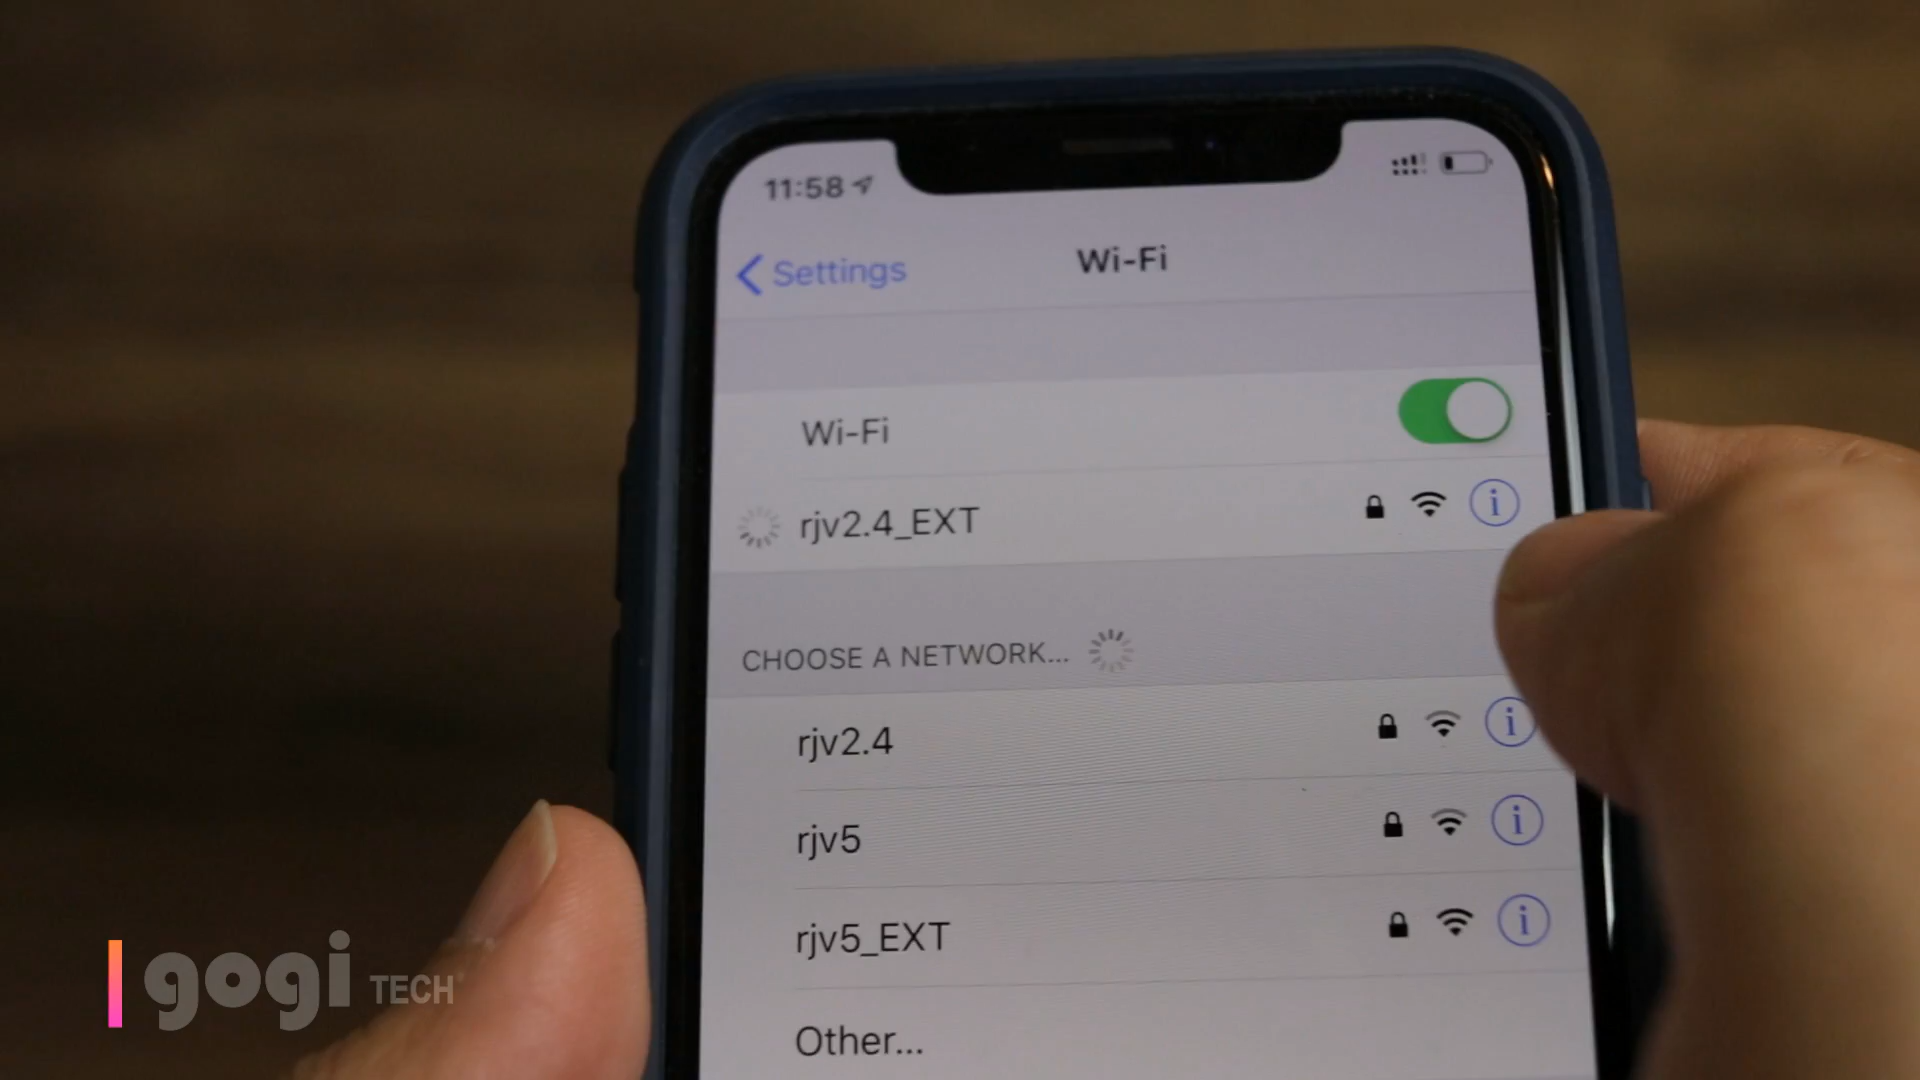 11:58
Settings
Wi-Fi
Wi-Fi
rjv2.4_EXT
CHOOSE A NETWORK...
rjv2.4
rjv5
rjv5_EXT
Other...
gogi TECH